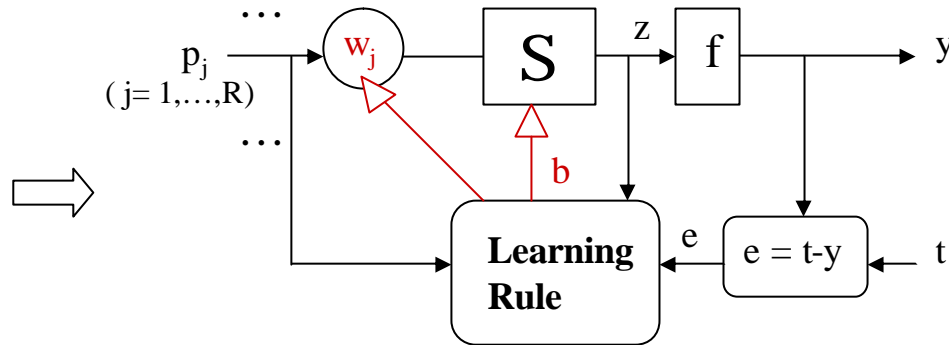 …
p_j
( j= 1,…,R)
…
w_j
S
z
f
y
b
Learning
Rule
e
e = t-y
t